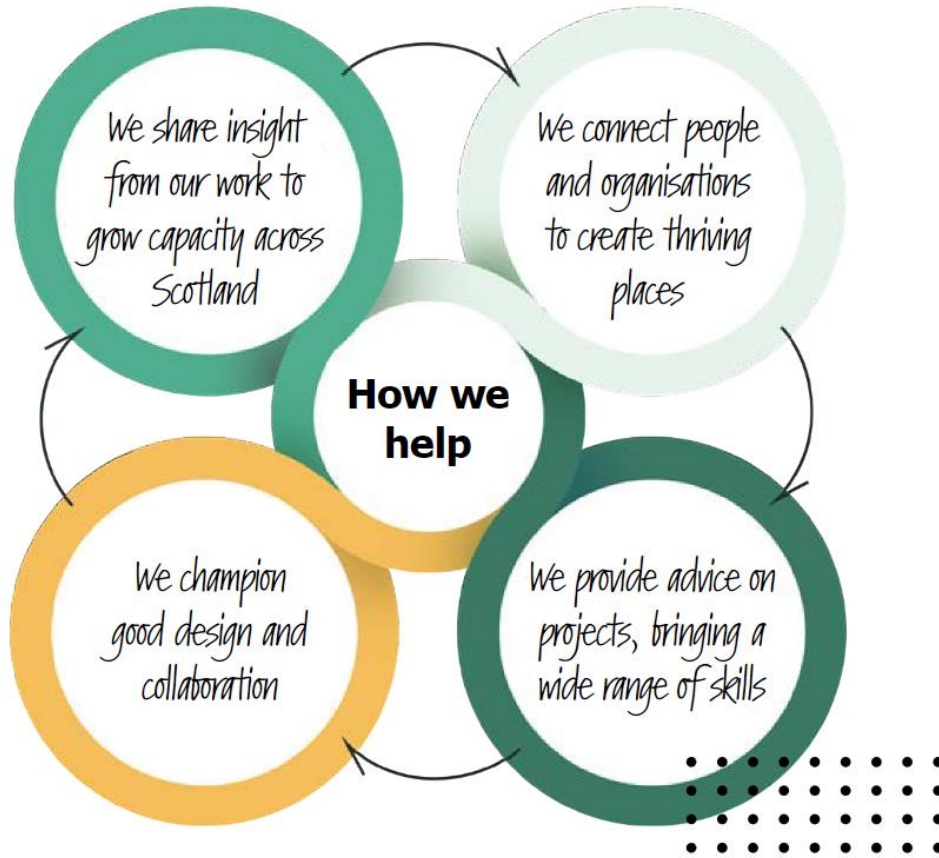 We share insight
from our work to
grow capacity across
Scotland
We connect people
and organisations
to create thriving
places
How we
help
We champion
good design and
collaboration
We provide advice on
projects, bringing a
wide range of skills